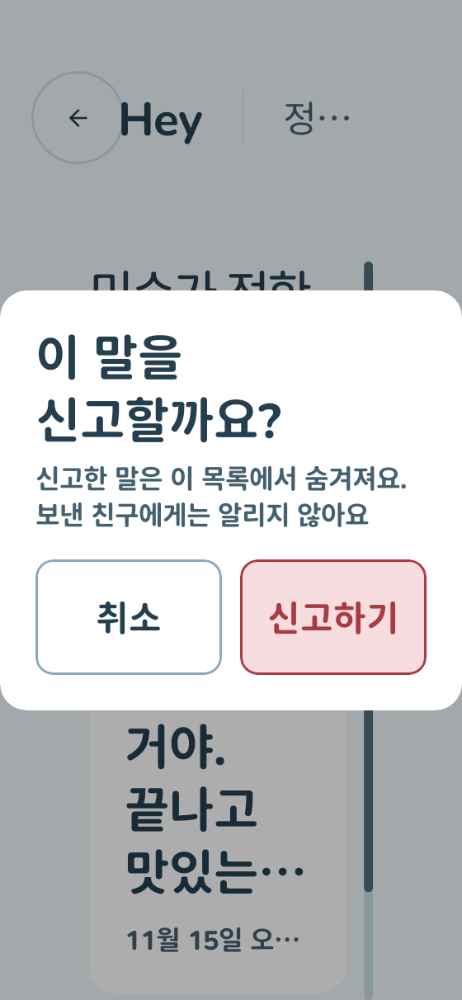 Hey
정…
이 말을
신고할까요?
신고한 말은 이 목록에서 숨겨져요.
보낸 친구에게는 알리지 않아요
취소
신고하기
거야.
끝나고
맛있는…
11월 15일 오…